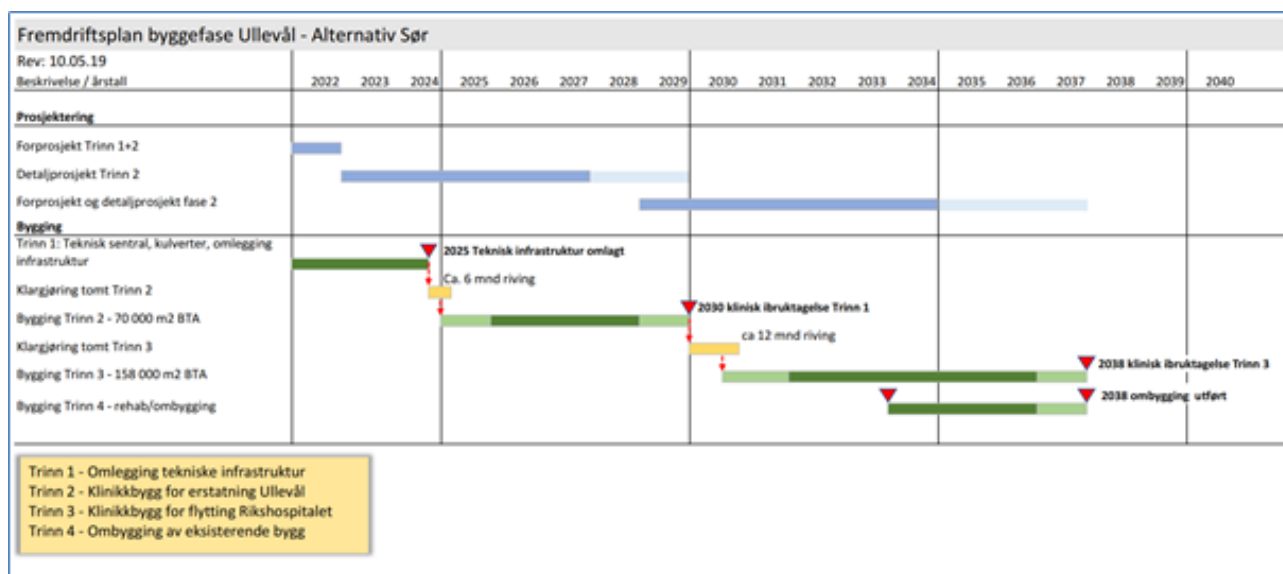 Fremdriftsplan byggefase Ullevål - Alternativ Sør
Rev: 10.05.19
Beskrivelse / årstall 2022 2023 2024 2025 2026 2027 2028 2029 2030 2031 2032 2033 2034 2035 2036 2037 2038 2039 2040
Prosjektering
Forprosjekt Trinn 1+2
Detaljprosjekt Trinn 2
Forprosjekt og detaljprosjekt fase 2
Bygging
Trinn 1: Teknisk sentral, kulverter, omlegging
infrastruktur
2025 Teknisk infrastruktur omlagt
Ca. 6 mnd riving
Klargjøring tomt Trinn 2
2030 klinisk ibruktagelse Trinn 1
Bygging Trinn 2 - 70 000 m2 BTA
ca 12 mnd riving
Klargjøring tomt Trinn 3
2038 klinisk ibruktagelse Trinn 3
Bygging Trinn 3 - 158 000 m2 BTA
2038 ombygging utført
Bygging Trinn 4 - rehab/ombygging
Trinn 1 - Omlegging tekniske infrastruktur
Trinn 2 - Klinikkbygg for erstatning Ullevål
Trinn 3 - Klinikkbygg for flytting Rikshospitalet
Trinn 4 - Ombygging av eksisterende bygg